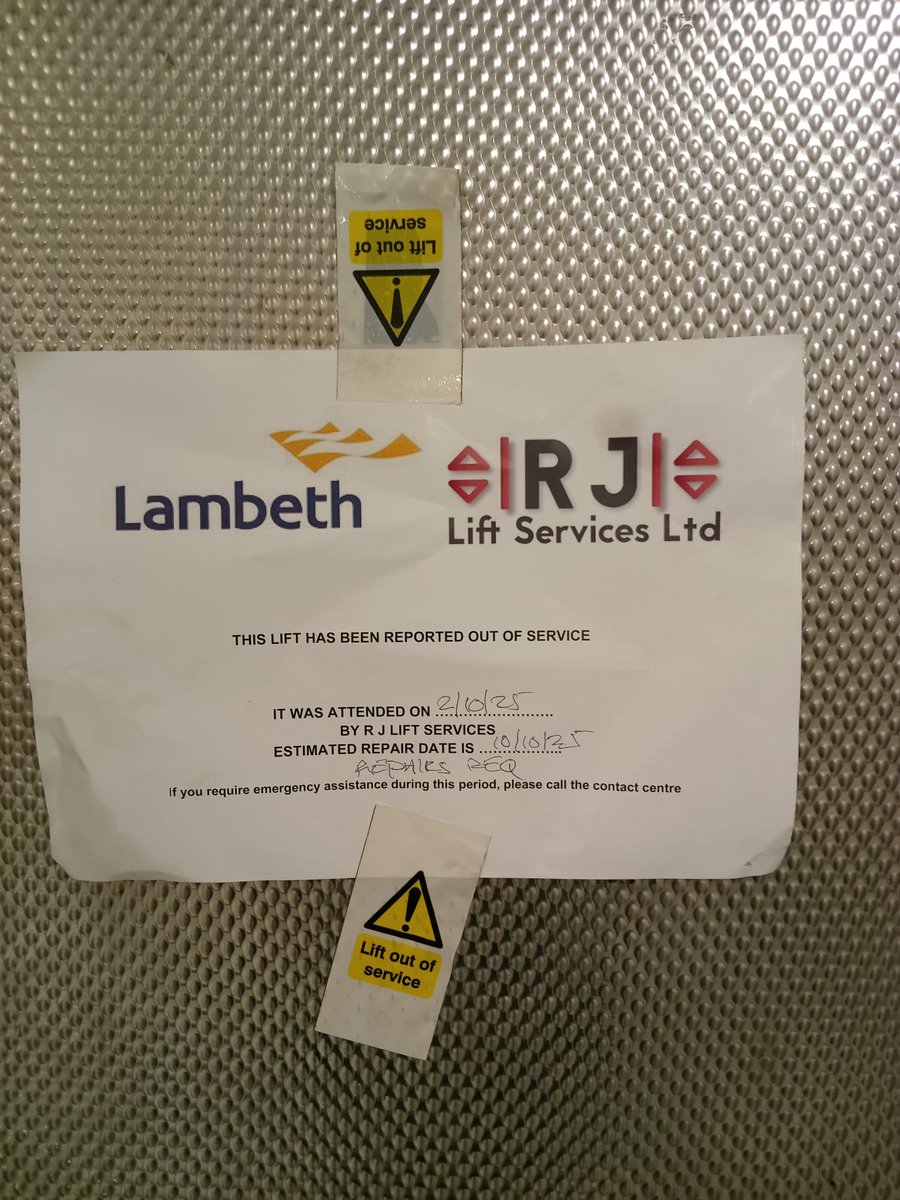 Lift out of
service
Lambeth
RJ
Lift Services Ltd
THIS LIFT HAS BEEN REPORTED OUT OF SERVICE
IT WAS ATTENDED ON 2/10/25
BY R J LIFT SERVICES
ESTIMATED REPAIR DATE IS 10/10/25
REPAIRS REQ
If you require emergency assistance during this period, please call the contact centre
Lift out of
service